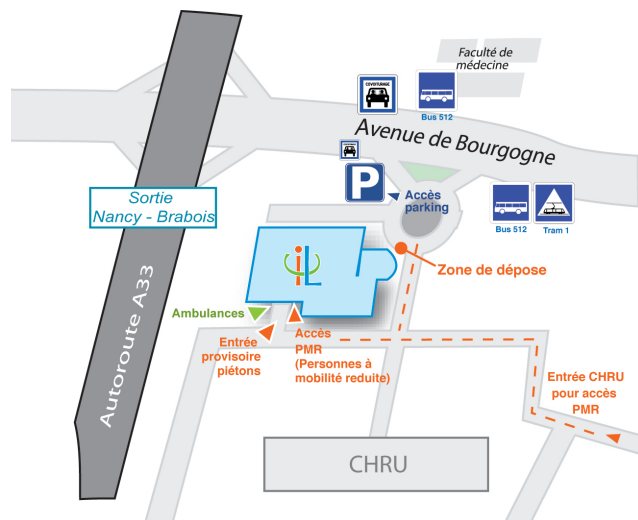 Faculté de
médecine
COVOITURAGE
Bus 512
Avenue de Bourgogne
P
Accès
parking
Sortie
Nancy - Brabois
Bus 512
Tram 1
iL
Zone de dépose
Autoroute A33
Ambulances
Entrée
provisoire
piétons
Accès
PMR
(Personnes à
mobilité reduite)
Entrée CHRU
pour accès
PMR
CHRU